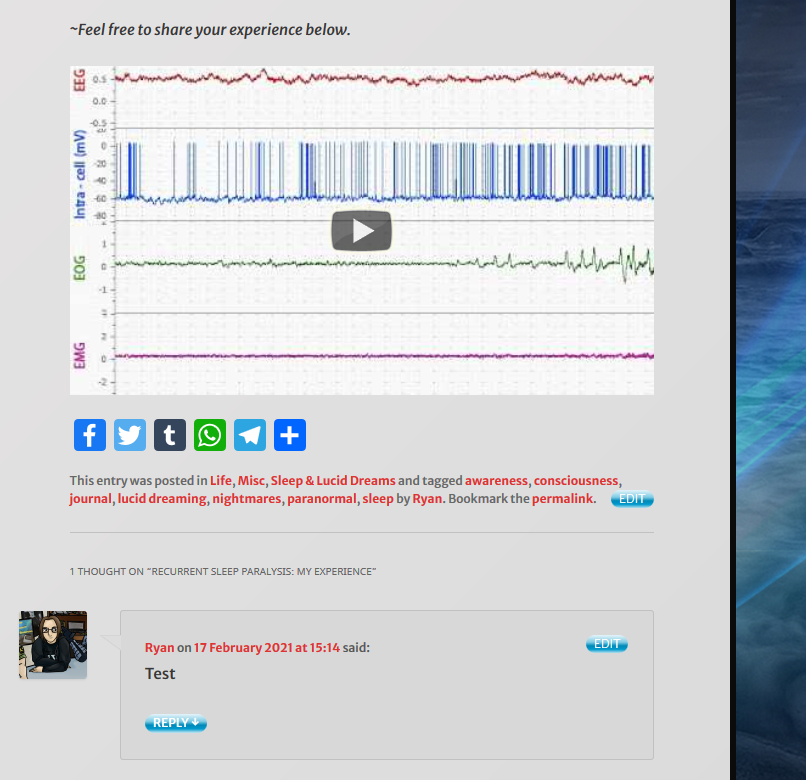 ~Feel free to share your experience below.
EEG
0.5
0.0
-0.5
Intra - cell (mV)
20
0
-20
-40
-60
-80
EOG
1
0
-1
EMG
2
0
-2
This entry was posted in Life, Misc, Sleep & Lucid Dreams and tagged awareness, consciousness,
journal, lucid dreaming, nightmares, paranormal, sleep by Ryan. Bookmark the permalink. EDIT
1 THOUGHT ON “RECURRENT SLEEP PARALYSIS: MY EXPERIENCE”
Ryan on 17 February 2021 at 15:14 said: EDIT
Test
REPLY ↓